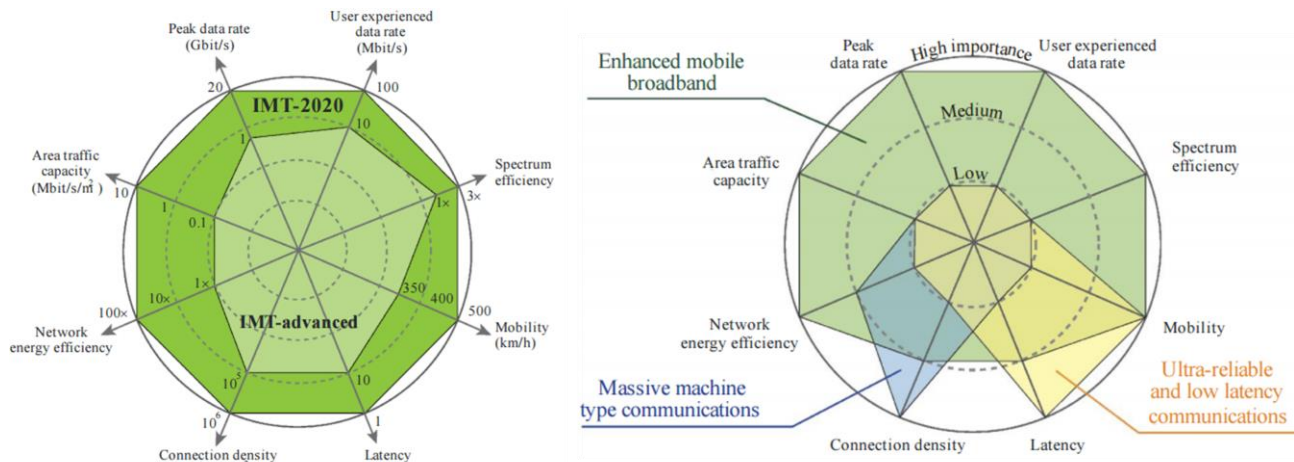 Peak data rate
(Gbit/s)
User experienced
data rate
(Mbit/s)
20
100
IMT-2020
1
10
Area traffic
capacity
(Mbit/s/m²)
Spectrum
efficiency
10
1
0.1
1×
3×
1×
10×
100×
350
400
500
Network
energy efficiency
IMT-advanced
Mobility
(km/h)
10⁵
10
10⁶
1
Connection density
Latency
Enhanced mobile
broadband
Peak
data rate
High importance
User experienced
data rate
Medium
Low
Area traffic
capacity
Spectrum
efficiency
Network
energy efficiency
Mobility
Massive machine
type communications
Ultra-reliable
and low latency
communications
Connection density
Latency